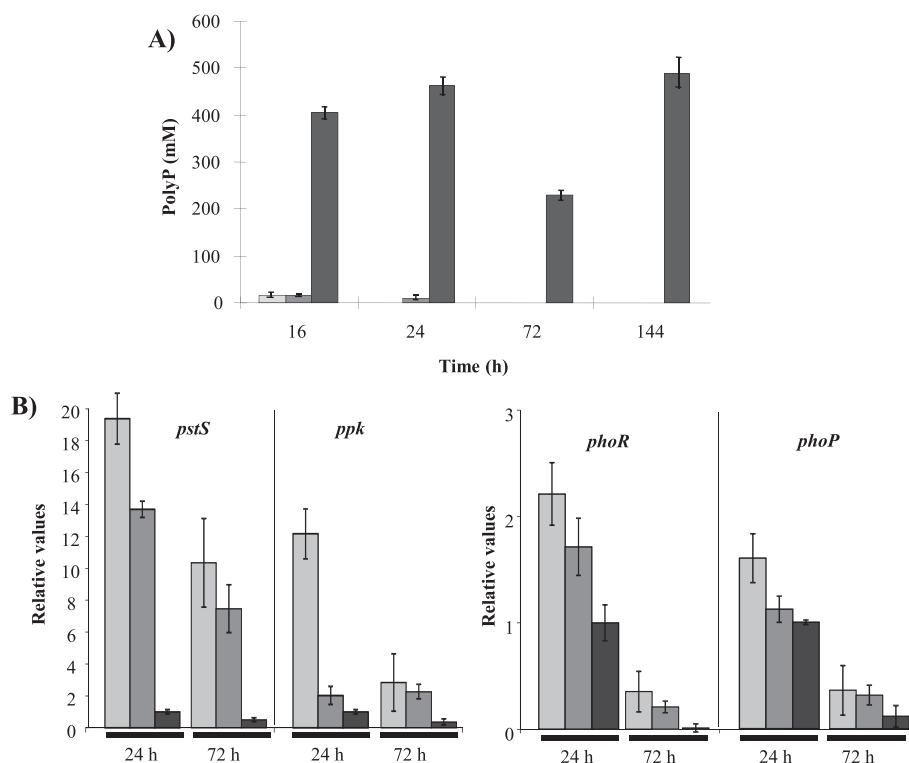 A)
600
500
400
300
200
100
0
PolyP (mM)
16 24 72 144
Time (h)
B)
20
18
16
14
12
10
8
6
4
2
0
Relative values
pstS ppk
24 h 72 h 24 h 72 h
3
2
1
0
Relative values
phoR phoP
24 h 72 h 24 h 72 h